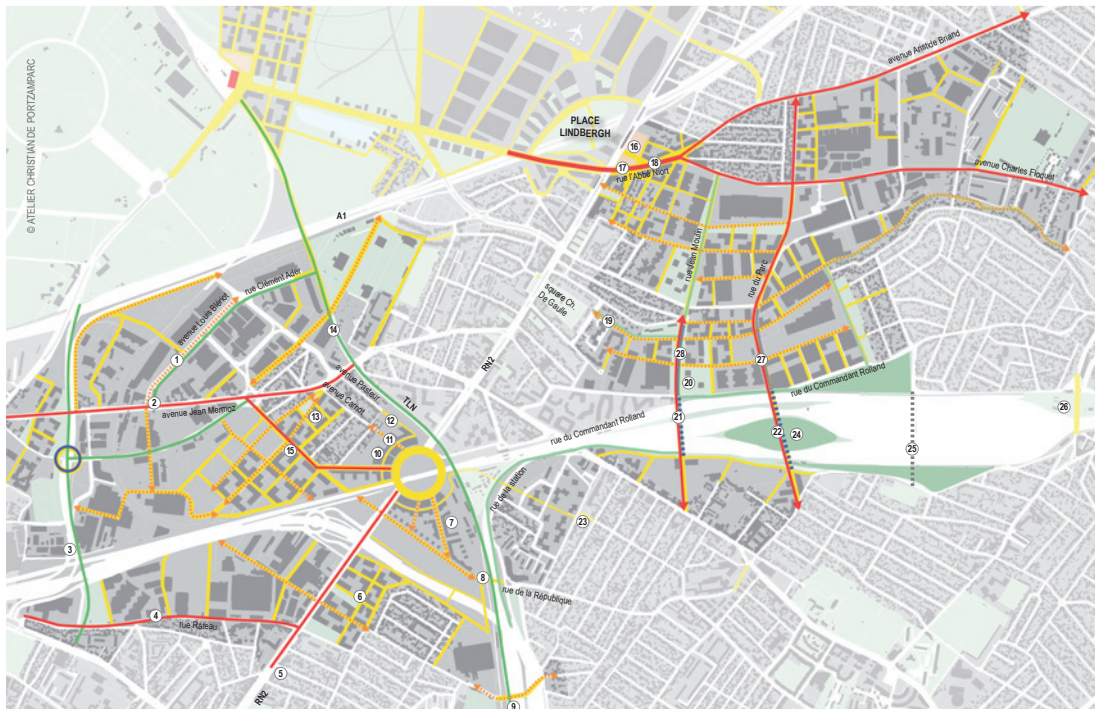 © ATELIER CHRISTIAN DE PORTZAMPARC
avenue Aristide Briand
PLACE
LINDBERGH
16
17
18
rue l'Abbé Niort
avenue Charles Floquet
A1
rue Jean Moulin
rue du Parc
rue Clément Ader
avenue Louis Blériot
square Ch.
De Gaulle
19
14
28
1
27
RN2
avenue Pasteur
20
rue du Commandant Rolland
avenue Carnot
TLN
2
avenue Jean Mermoz
13
12
26
21
11
rue du Commandant Rolland
22
24
10
15
25
rue de la station
7
23
3
8
rue de la République
6
4
rue Rateau
5
RN2
9